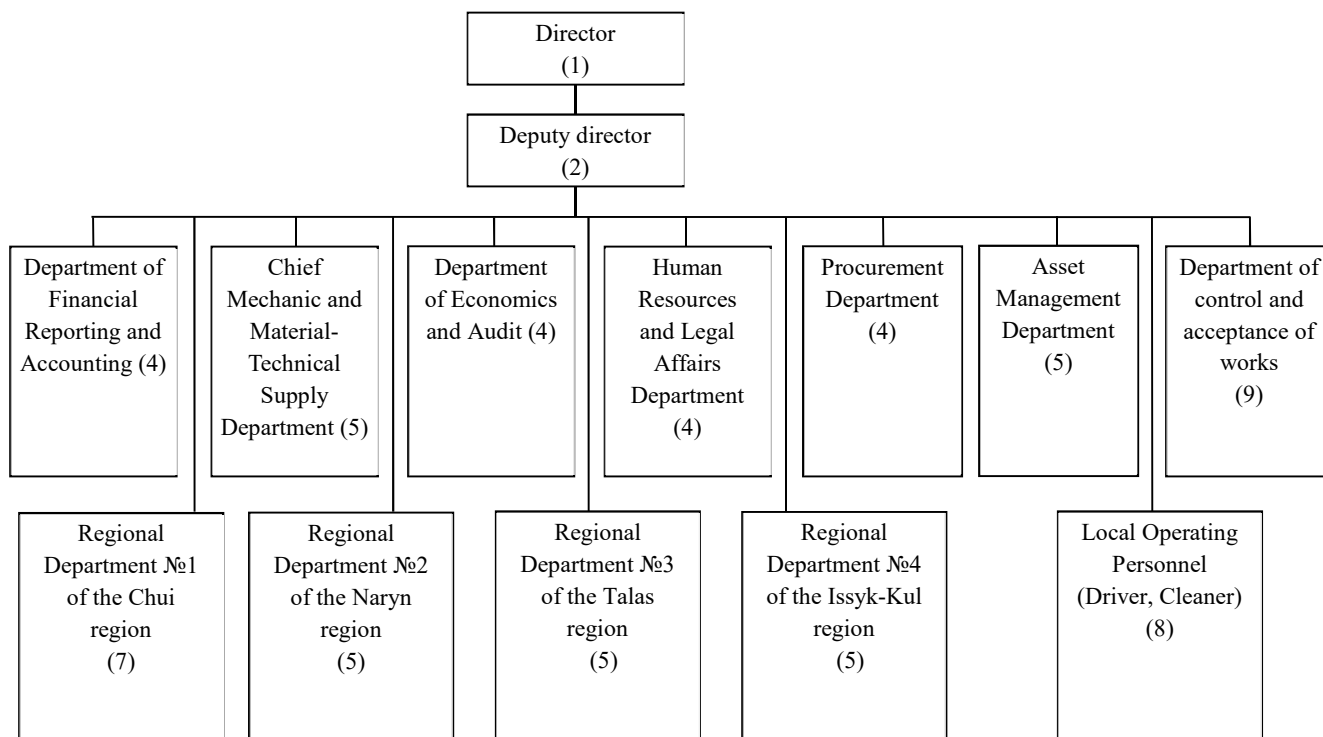 Director
(1)
Deputy director
(2)
Department of
Financial
Reporting and
Accounting (4)
Chief
Mechanic and
Material-
Technical
Supply
Department (5)
Department
of Economics
and Audit (4)
Human
Resources
and Legal
Affairs
Department
(4)
Procurement
Department
(4)
Asset
Management
Department
(5)
Department of
control and
acceptance of
works
(9)
Regional
Department №1
of the Chui
region
(7)
Regional
Department №2
of the Naryn
region
(5)
Regional
Department №3
of the Talas
region
(5)
Regional
Department №4
of the Issyk-Kul
region
(5)
Local Operating
Personnel
(Driver, Cleaner)
(8)